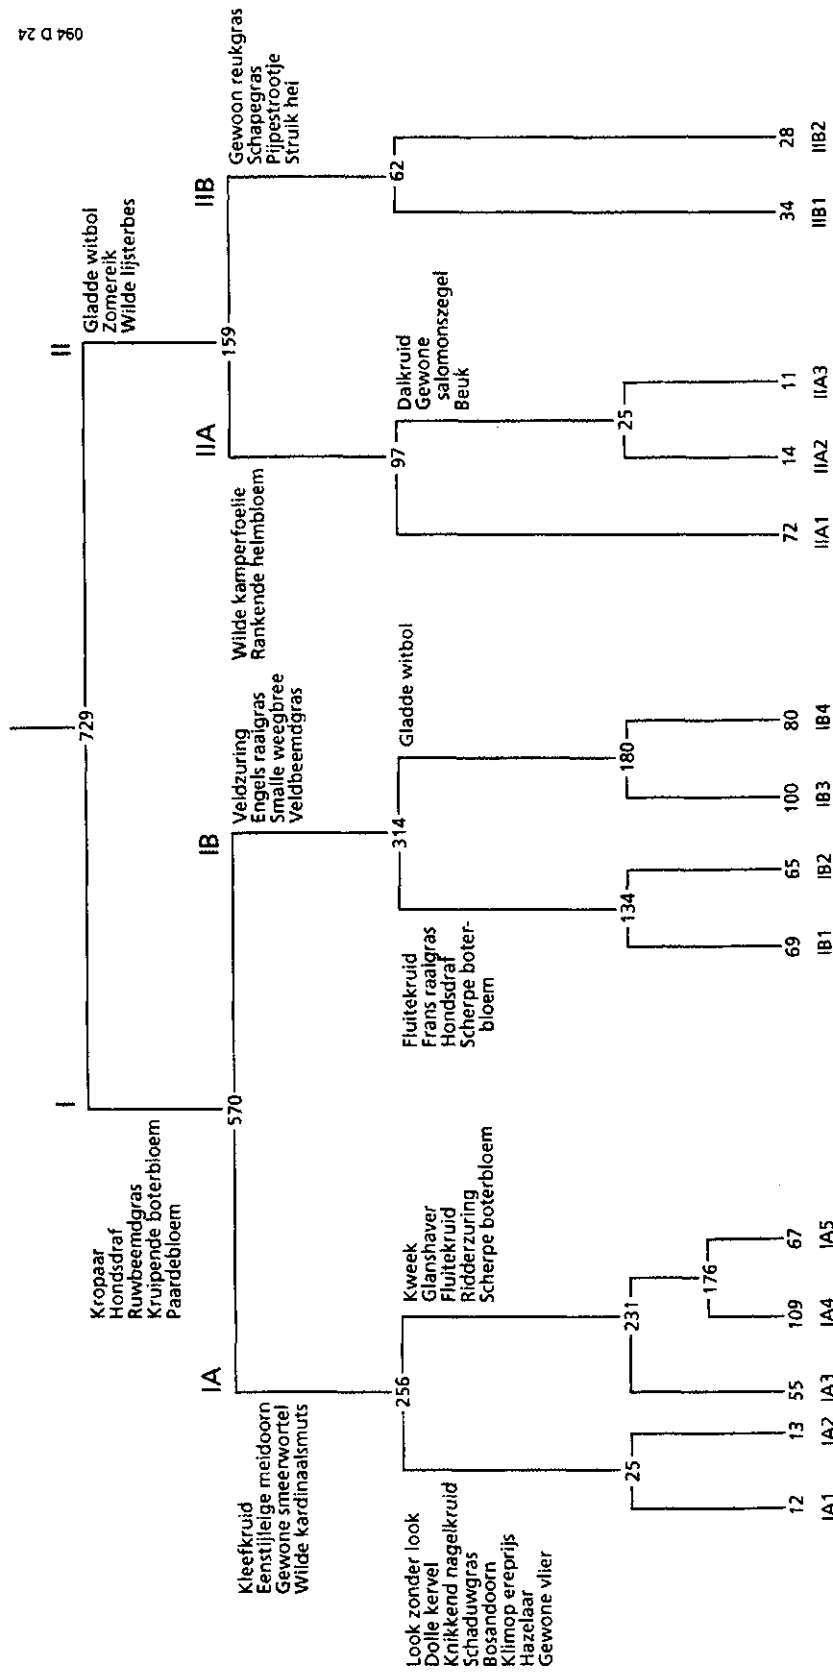 094 D 24
729
I
II
Kropaar
Hondsdraf
Ruwbeemdgras
Kruipende boterbloem
Paardebloem
Gladde witbol
Zomereik
Wilde lijsterbes
570
159
IA
IB
IIA
IIB
Kleefkruid
Eenstijleige meidoorn
Gewone smeerwortel
Wilde kardinaalsmuts
Veldzuring
Engels raaigras
Smalle weegbree
Veldbeemdgras
Wilde kamperfoelie
Rankende helmbloem
Gewoon reukgras
Schapegras
Pijpestrootje
Struik hei
256
314
97
62
Look zonder look
Dolle kervel
Knikkend nagelkruid
Schaduwgras
Bosandoorn
Klimop ereprijs
Hazelaar
Gewone vlier
Kweek
Glanshaver
Fluitekruid
Ridderzuring
Scherpe boterbloem
Fluitekruid
Frans raaigras
Hondsdraf
Scherpe boter-
bloem
Gladde witbol
Dalkruid
Gewone
salomonszegel
Beuk
25
231
134
180
25
176
12
13
55
109
67
69
65
100
80
72
14
11
34
28
IA1
IA2
IA3
IA4
IA5
IB1
IB2
IB3
IB4
IIA1
IIA2
IIA3
IIB1
IIB2